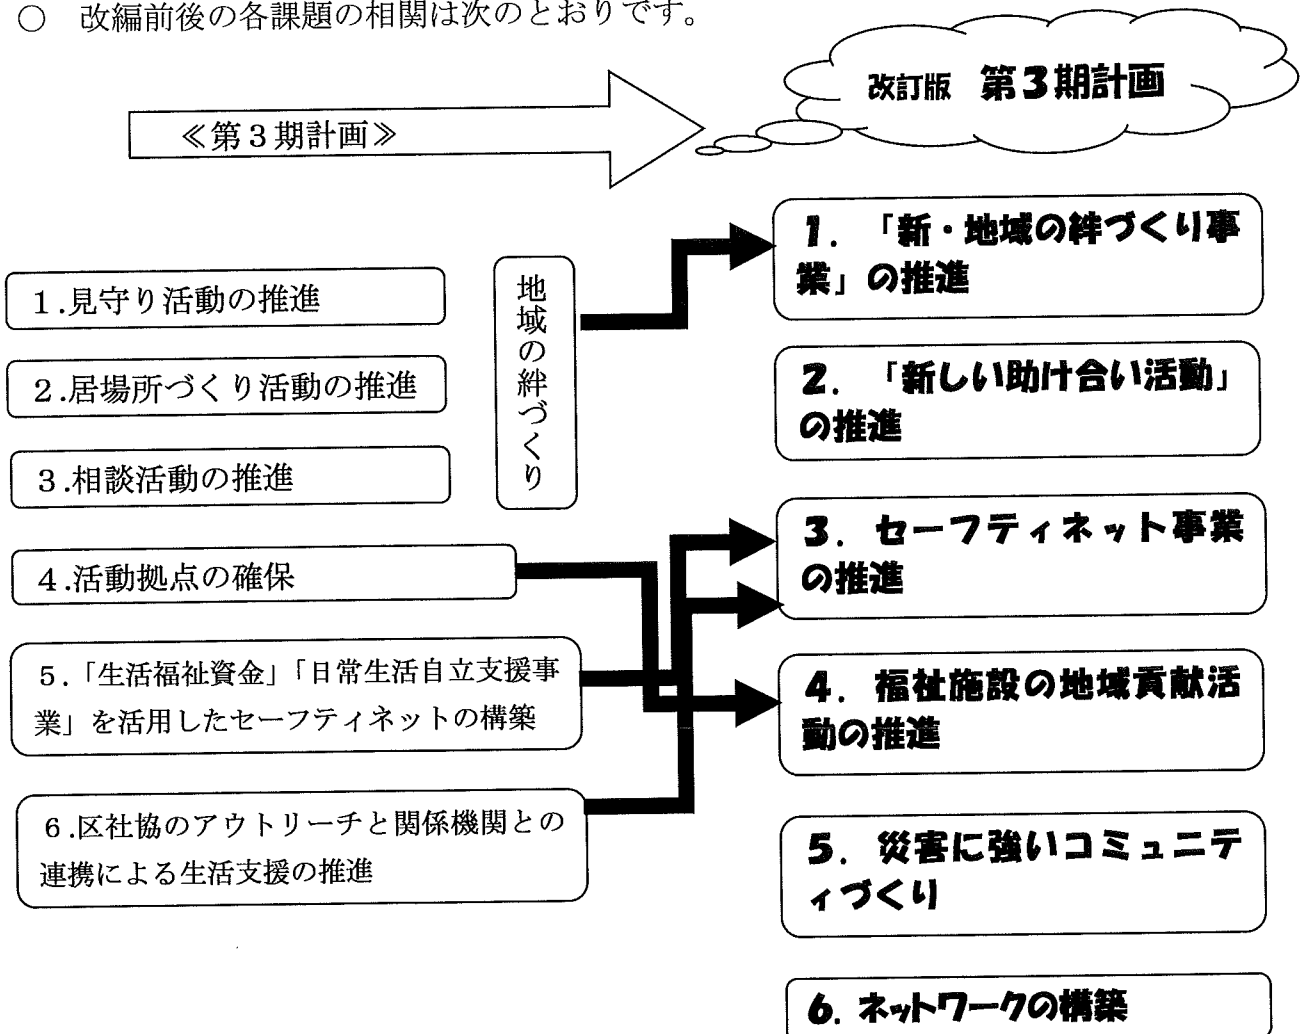 ○　改編前後の各課題の相関は次のとおりです。
改訂版　第３期計画
≪第３期計画≫
１.見守り活動の推進
２.居場所づくり活動の推進
３.相談活動の推進
地域の絆づくり
４.活動拠点の確保
５.「生活福祉資金」「日常生活自立支援事
業」を活用したセーフティネットの構築
６.区社協のアウトリーチと関係機関との
連携による生活支援の推進
１．「新・地域の絆づくり事
業」の推進
２．「新しい助け合い活動」
の推進
３．セーフティネット事業
の推進
４．福祉施設の地域貢献活
動の推進
５．災害に強いコミュニテ
ィづくり
６．ネットワークの構築